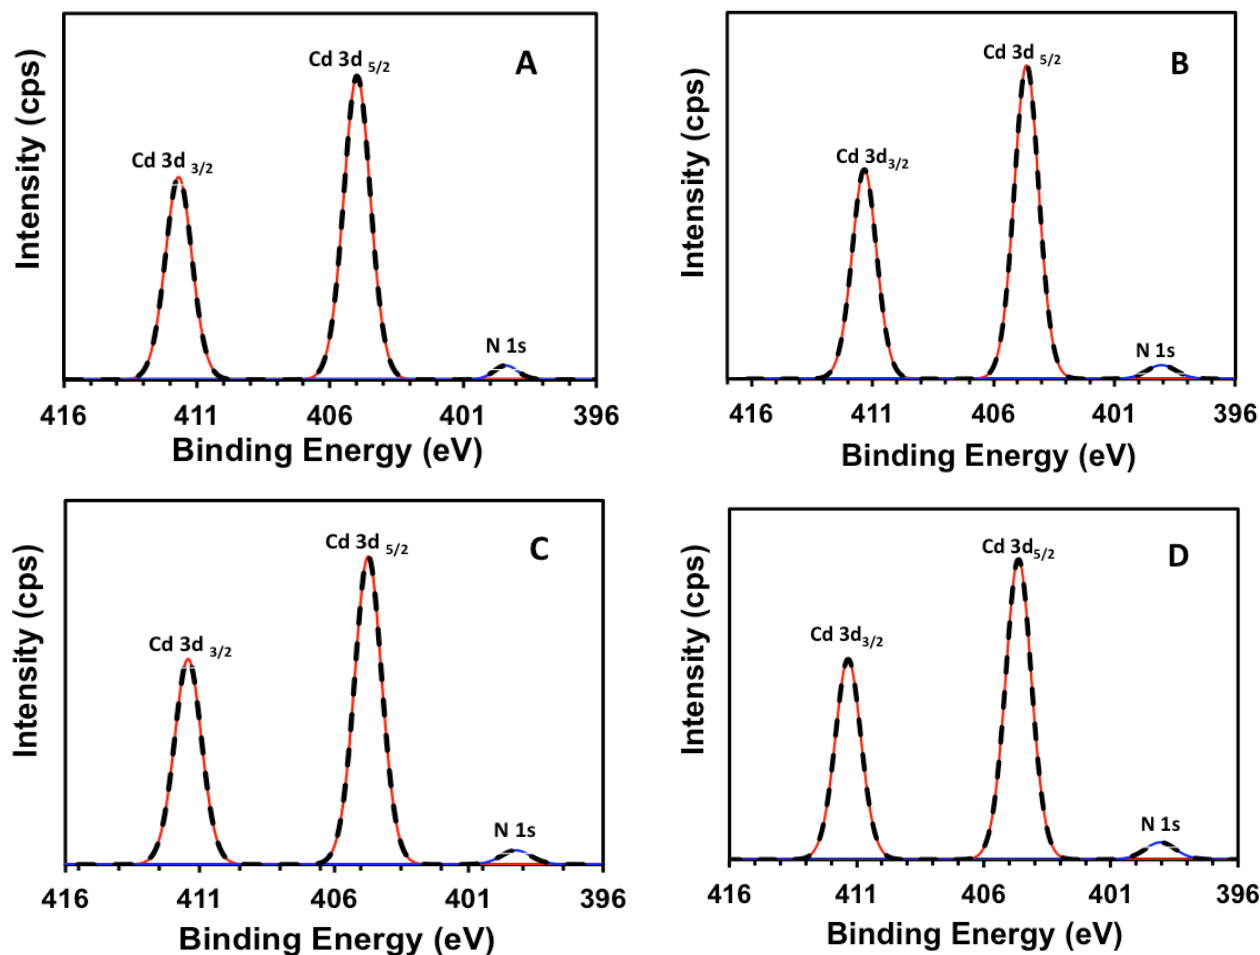 A
Cd 3d 5/2
Cd 3d 3/2
N 1s
Intensity (cps)
416 411 406 401 396
Binding Energy (eV)
B
Cd 3d 5/2
Cd 3d3/2
N 1s
Intensity (cps)
416 411 406 401 396
Binding Energy (eV)
C
Cd 3d 5/2
Cd 3d 3/2
N 1s
Intensity (cps)
416 411 406 401 396
Binding Energy (eV)
D
Cd 3d5/2
Cd 3d3/2
N 1s
Intensity (cps)
416 411 406 401 396
Binding Energy (eV)